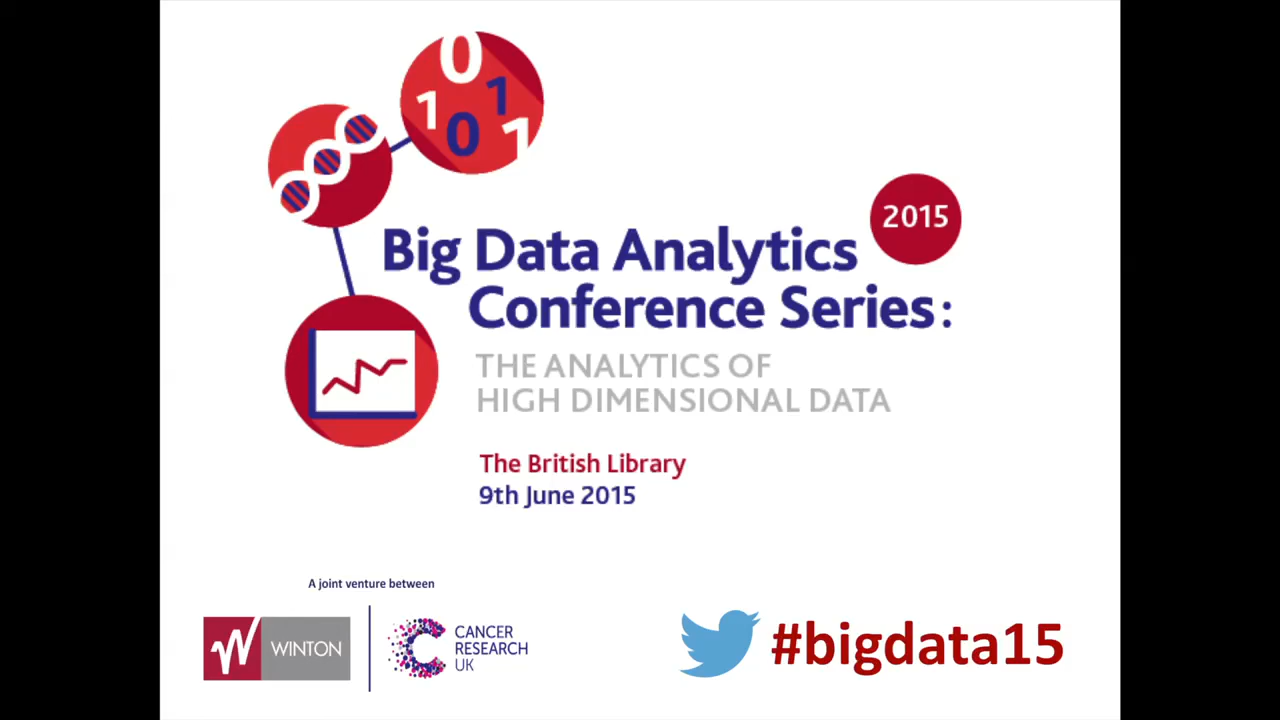 0
1 1
0 1
2015
Big Data Analytics
Conference Series:
THE ANALYTICS OF
HIGH DIMENSIONAL DATA
The British Library
9th June 2015
A joint venture between
WINTON
CANCER
RESEARCH
UK
#bigdata15